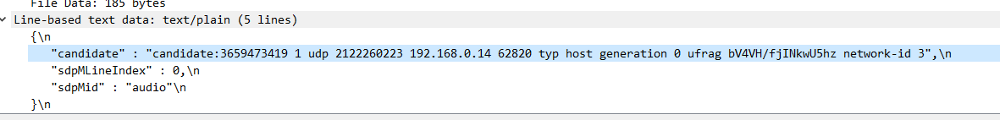 File Data: 185 bytes
Line-based text data: text/plain (5 lines)
{\n
"candidate" : "candidate:3659473419 1 udp 2122260223 192.168.0.14 62820 typ host generation 0 ufrag bV4VH/fjINkwU5hz network-id 3",\n
"sdpMLineIndex" : 0,\n
"sdpMid" : "audio"\n
}\n